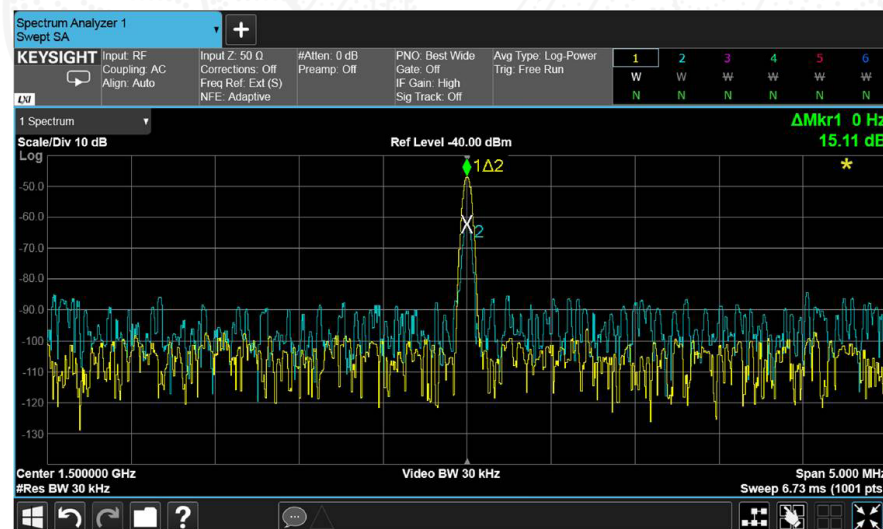 Spectrum Analyzer 1
Swept SA
+
KEYSIGHT
LXI
Input: RF
Coupling: AC
Align: Auto
Input Z: 50 Ω
Corrections: Off
Freq Ref: Ext (S)
NFE: Adaptive
#Atten: 0 dB
Preamp: Off
PNO: Best Wide
Gate: Off
IF Gain: High
Sig Track: Off
Avg Type: Log-Power
Trig: Free Run
1 2 3 4 5 6
W W W W W W
N N N N N N
1 Spectrum
ΔMkr1 0 Hz
Scale/Div 10 dB
Ref Level -40.00 dBm
15.11 dB
Log
*
1Δ2
-50.0
-60.0
2
-70.0
-80.0
-90.0
-100
-110
-120
-130
Center 1.500000 GHz
Video BW 30 kHz
Span 5.000 MHz
#Res BW 30 kHz
Sweep 6.73 ms (1001 pts
?